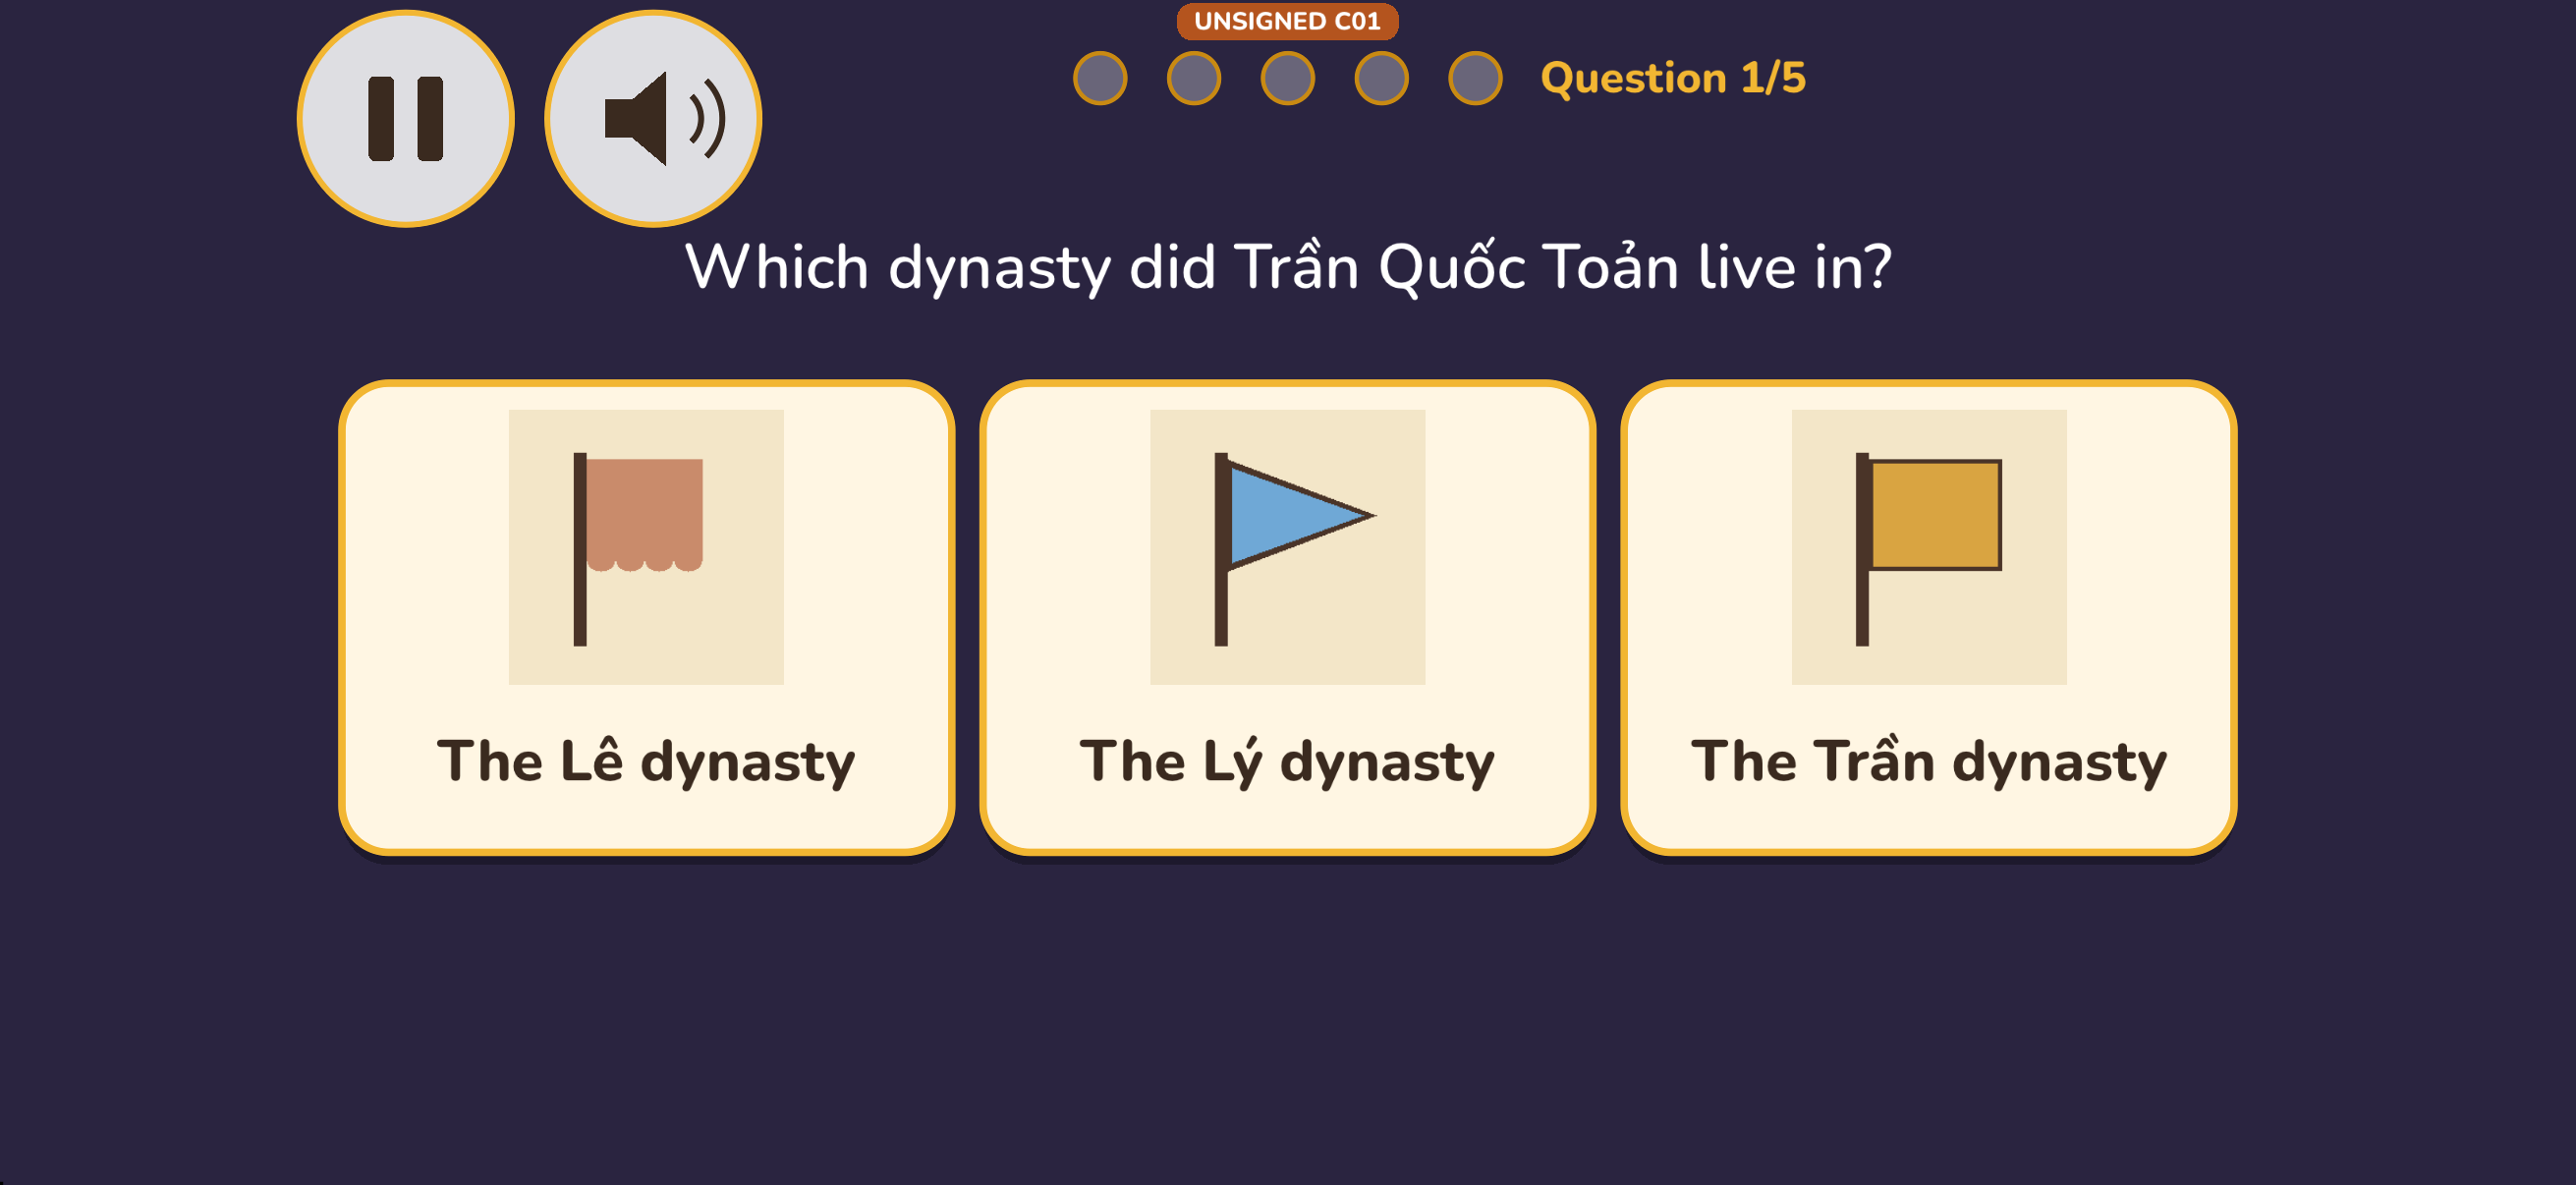 UNSIGNED C01
Question 1/5
Which dynasty did Trần Quốc Toản live in?
The Lê dynasty
The Lý dynasty
The Trần dynasty